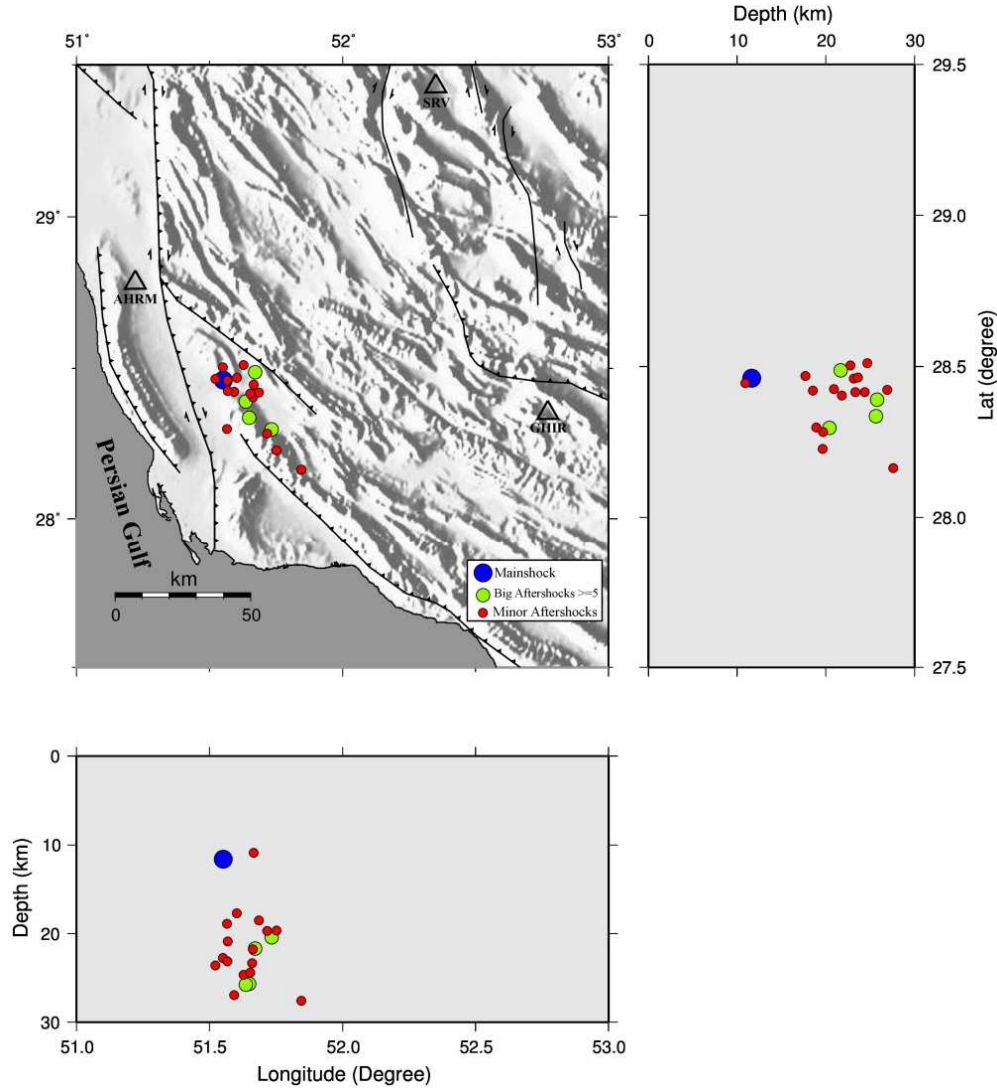 Depth (km)
51˚ 52˚ 53˚ 0 10 20 30
29.5
SRV
29˚ 29.0
AHRM
Lat (degree)
28.5
GHIR
Persian Gulf
28˚ 28.0
Mainshock
km
Big Aftershocks >=5
0 50
Minor Aftershocks
27.5
0
Depth (km)
10
20
30
51.0 51.5 52.0 52.5 53.0
Longitude (Degree)